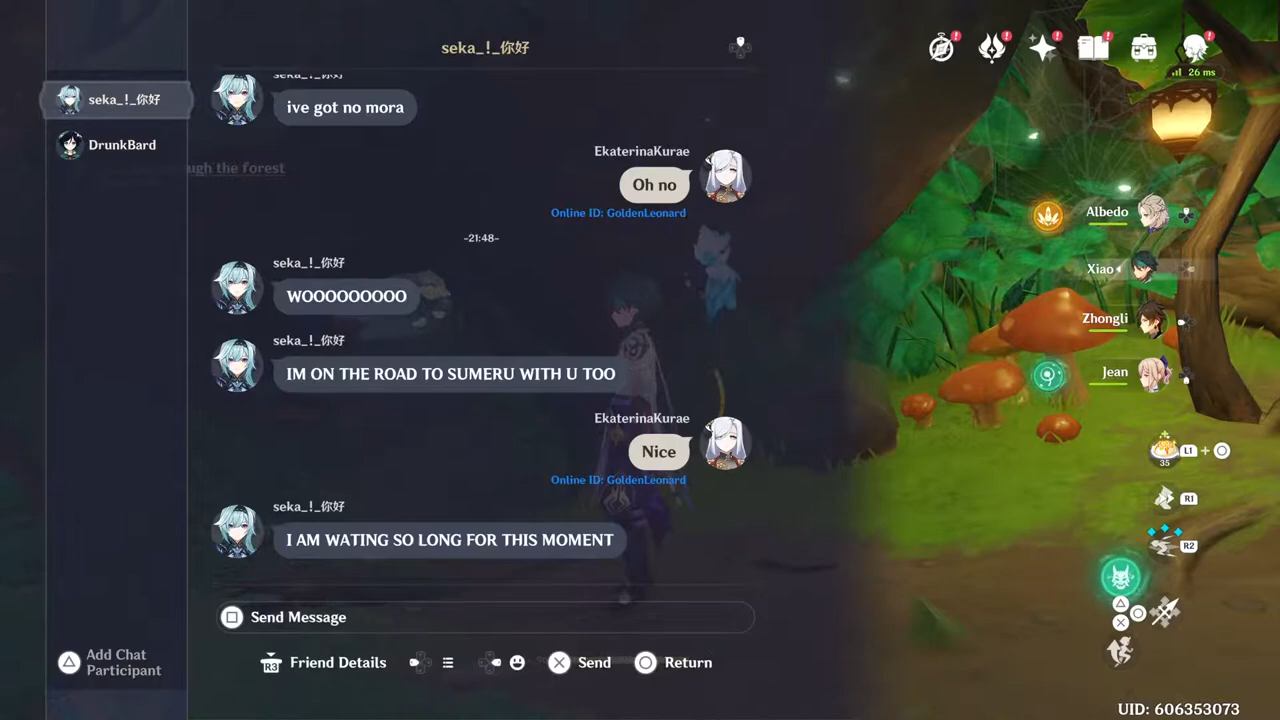 seka_!_你好
seka_!_你好
DrunkBard
seka_!_你好
ive got no mora
ugh the forest
EkaterinaKurae
Oh no
Online ID: GoldenLeonard
-21:48-
seka_!_你好
WOOOOOOOOO
seka_!_你好
IM ON THE ROAD TO SUMERU WITH U TOO
EkaterinaKurae
Nice
Online ID: GoldenLeonard
seka_!_你好
I AM WATING SO LONG FOR THIS MOMENT
Send Message
Add Chat
Participant
R3 Friend Details
Send
Return
26 ms
Albedo
Xiao
Zhongli
Jean
35
L1 +
R1
R2
UID: 606353073